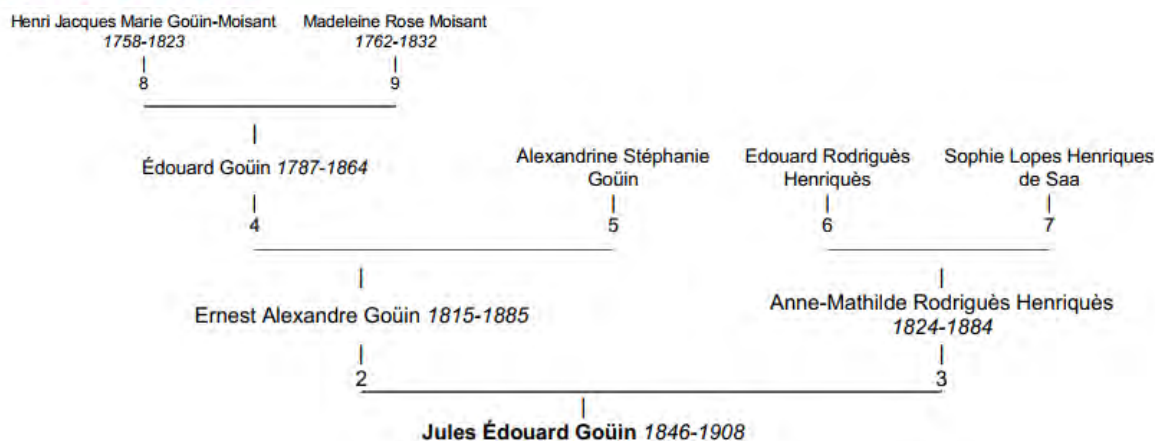 Henri Jacques Marie Goüin-Moisant Madeleine Rose Moisant
1758-1823 1762-1832
8 9
Édouard Goüin 1787-1864
Alexandrine Stéphanie Edouard Rodriguès Sophie Lopes Henriques
Goüin Henriquès de Saa
4 5 6 7
Ernest Alexandre Goüin 1815-1885
Anne-Mathilde Rodriguès Henriquès
1824-1884
2 3
Jules Édouard Goüin 1846-1908